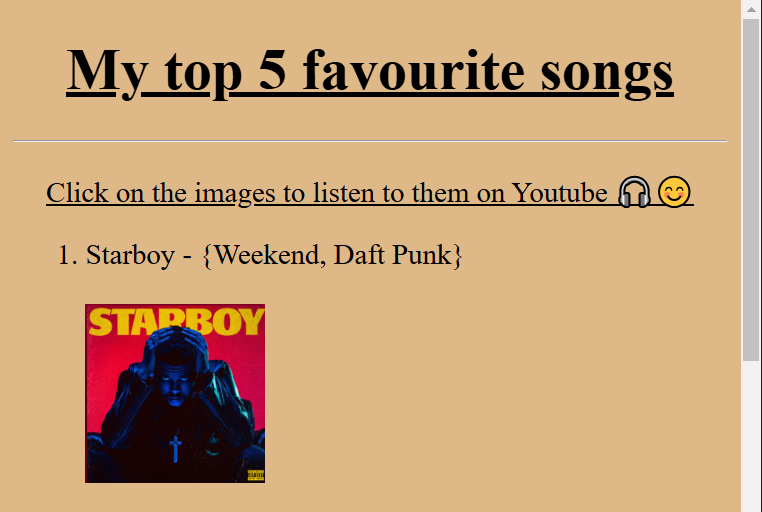 My top 5 favourite songs
Click on the images to listen to them on Youtube 🎧😊
1. Starboy - {Weekend, Daft Punk}
STARBOY